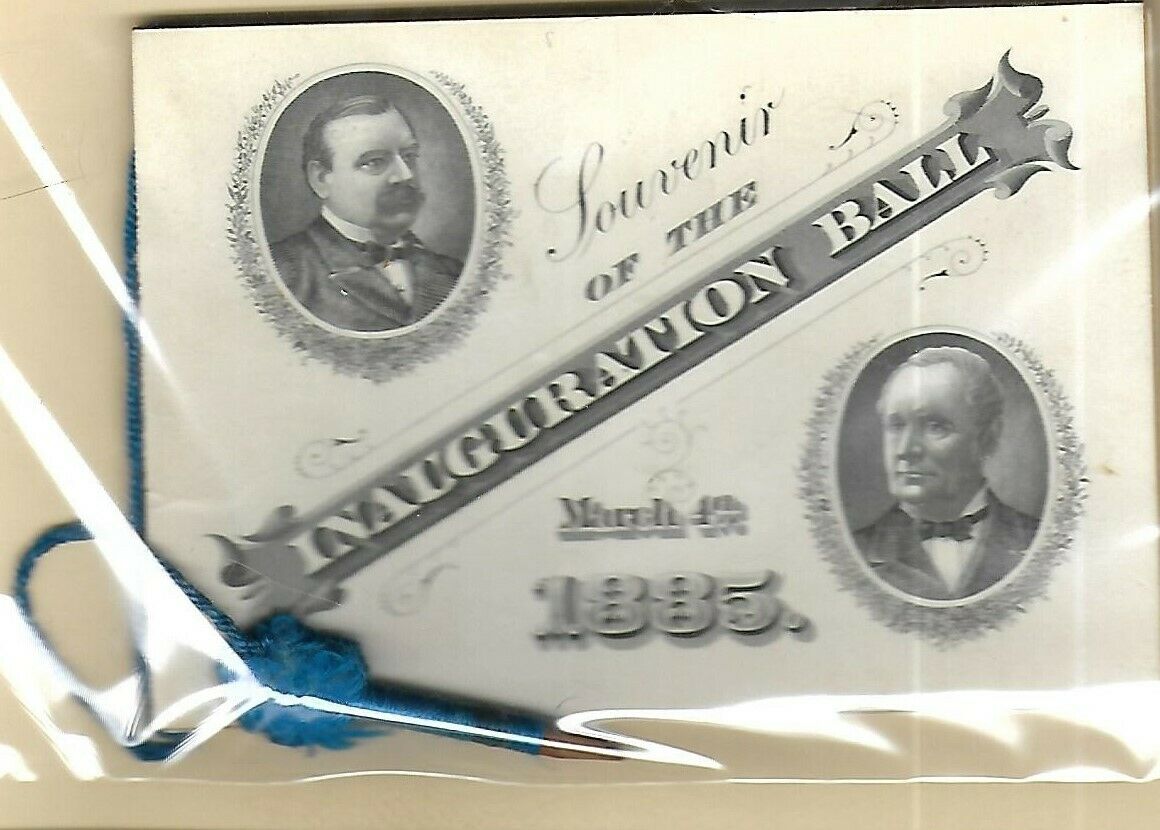 Souvenir
OF THE
INAUGURATION BALL
March 4th
1885.